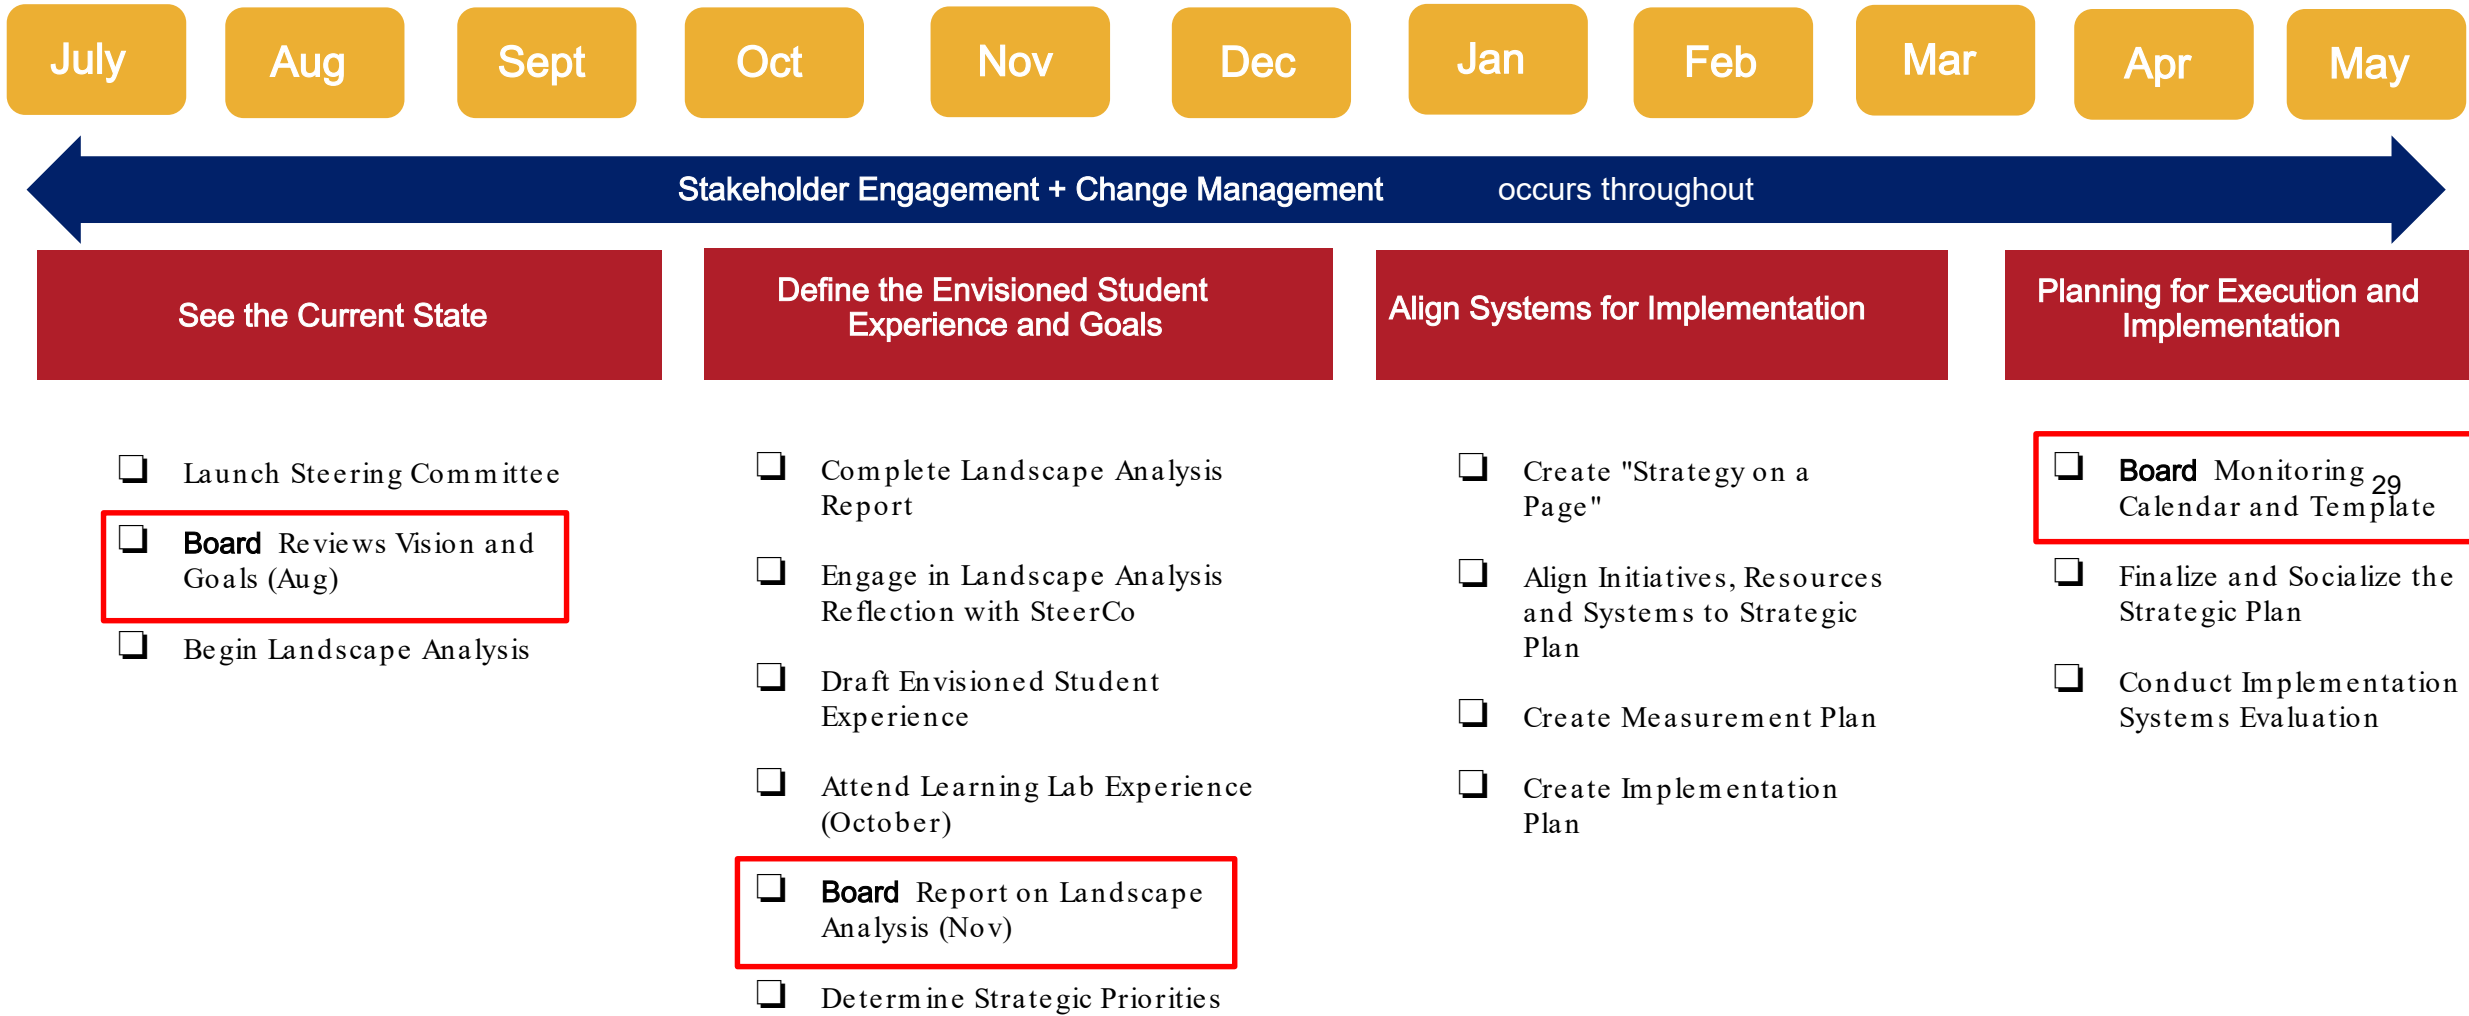 July
Aug
Sept
Oct
Nov
Dec
Jan
Feb
Mar
Apr
May
Stakeholder Engagement + Change Management occurs throughout
See the Current State
Launch Steering Committee
Board Reviews Vision and
Goals (Aug)
Begin Landscape Analysis
Define the Envisioned Student
Experience and Goals
Complete Landscape Analysis
Report
Engage in Landscape Analysis
Reflection with SteerCo
Draft Envisioned Student
Experience
Attend Learning Lab Experience
(October)
Board Report on Landscape
Analysis (Nov)
Determine Strategic Priorities
Align Systems for Implementation
Create "Strategy on a
Page"
Align Initiatives, Resources
and Systems to Strategic
Plan
Create Measurement Plan
Create Implementation
Plan
Planning for Execution and
Implementation
Board Monitoring
Calendar and Template
29
Finalize and Socialize the
Strategic Plan
Conduct Implementation
Systems Evaluation